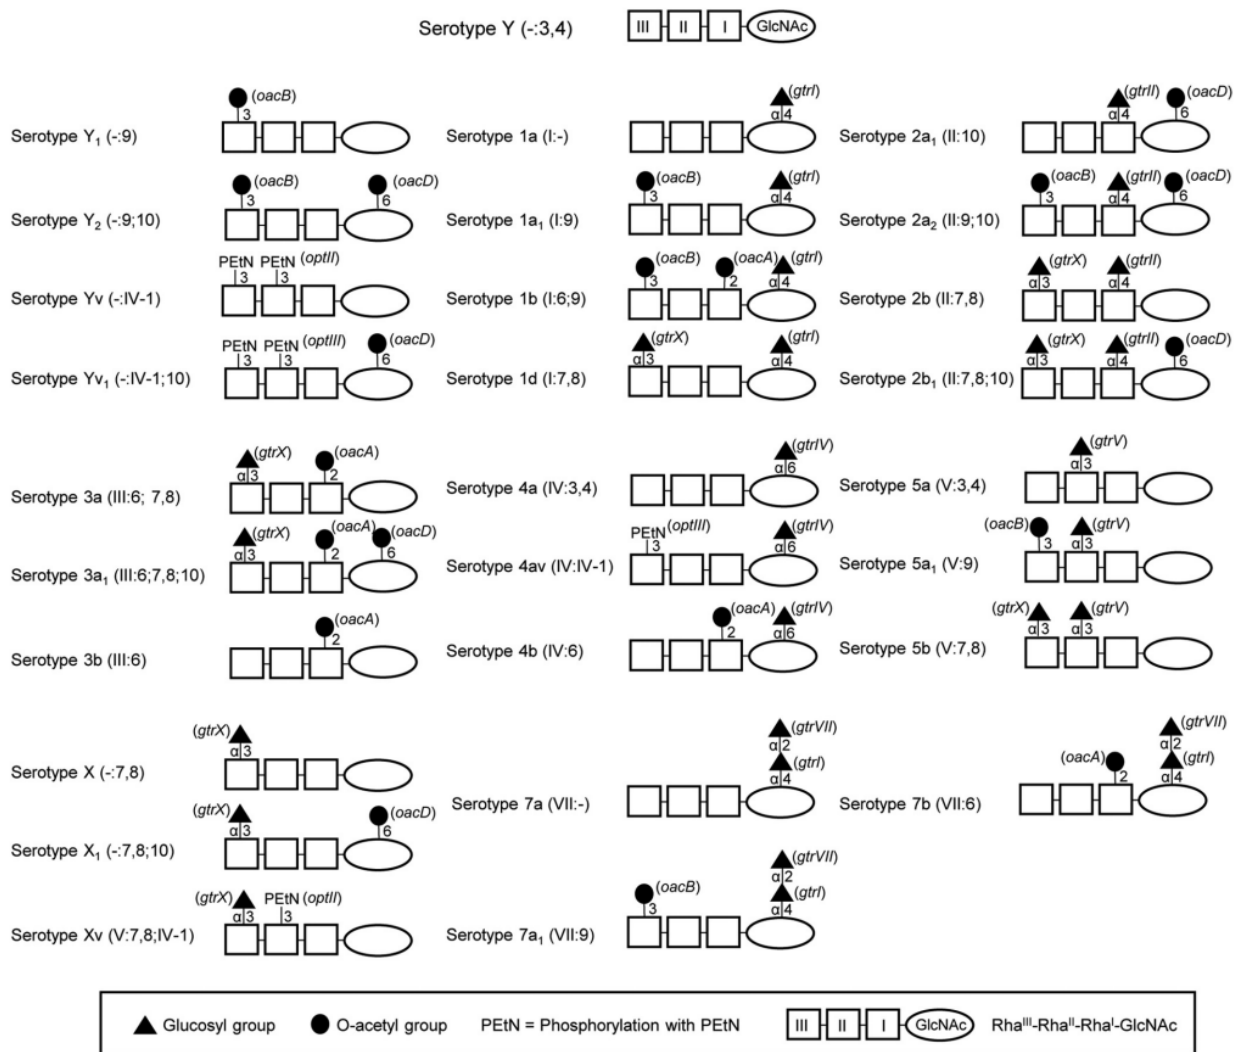 Serotype Y (-:3,4)
III II I GlcNAc
(oacB)
3
Serotype Y1 (-:9)
(gtrI)
α 4
Serotype 1a (I:-)
(gtrII) (oacD)
α 4 6
Serotype 2a1 (II:10)
(oacB) (oacD)
3 6
Serotype Y2 (-:9;10)
(oacB) (gtrI)
3 α 4
Serotype 1a1 (I:9)
(oacB) (gtrII) (oacD)
3 α 4 6
Serotype 2a2 (II:9;10)
PEtN PEtN (optII)
3 3
Serotype Yv (-:IV-1)
(oacB) (oacA) (gtrI)
3 2 α 4
Serotype 1b (I:6;9)
(gtrX) (gtrII)
α 3 α 4
Serotype 2b (II:7,8)
PEtN PEtN (optIII) (oacD)
3 3 6
Serotype Yv1 (-:IV-1;10)
(gtrX) (gtrI)
α 3 α 4
Serotype 1d (I:7,8)
(gtrX) (gtrII) (oacD)
α 3 α 4 6
Serotype 2b1 (II:7,8;10)
(gtrX) (oacA)
α 3 2
Serotype 3a (III:6; 7,8)
(gtrIV)
α 6
Serotype 4a (IV:3,4)
(gtrV)
α 3
Serotype 5a (V:3,4)
(gtrX) (oacA) (oacD)
α 3 2 6
Serotype 3a1 (III:6;7,8;10)
PEtN (optIII) (gtrIV)
3 α 6
Serotype 4av (IV:IV-1)
(oacB) (gtrV)
3 α 3
Serotype 5a1 (V:9)
(oacA)
2
Serotype 3b (III:6)
(oacA) (gtrIV)
2 α 6
Serotype 4b (IV:6)
(gtrX) (gtrV)
α 3 α 3
Serotype 5b (V:7,8)
(gtrX)
α 3
Serotype X (-:7,8)
(gtrVII)
α 2
(gtrI)
α 4
Serotype 7a (VII:-)
(gtrVII)
α 2
(oacA) (gtrI)
2 α 4
Serotype 7b (VII:6)
(gtrX) (oacD)
α 3 6
Serotype X1 (-:7,8;10)
(gtrX) PEtN (optII)
α 3 3
Serotype Xv (V:7,8;IV-1)
(gtrVII)
α 2
(oacB) (gtrI)
3 α 4
Serotype 7a1 (VII:9)
Glucosyl group O-acetyl group PEtN = Phosphorylation with PEtN III II I GlcNAc Rha^III-Rha^II-Rha^I-GlcNAc